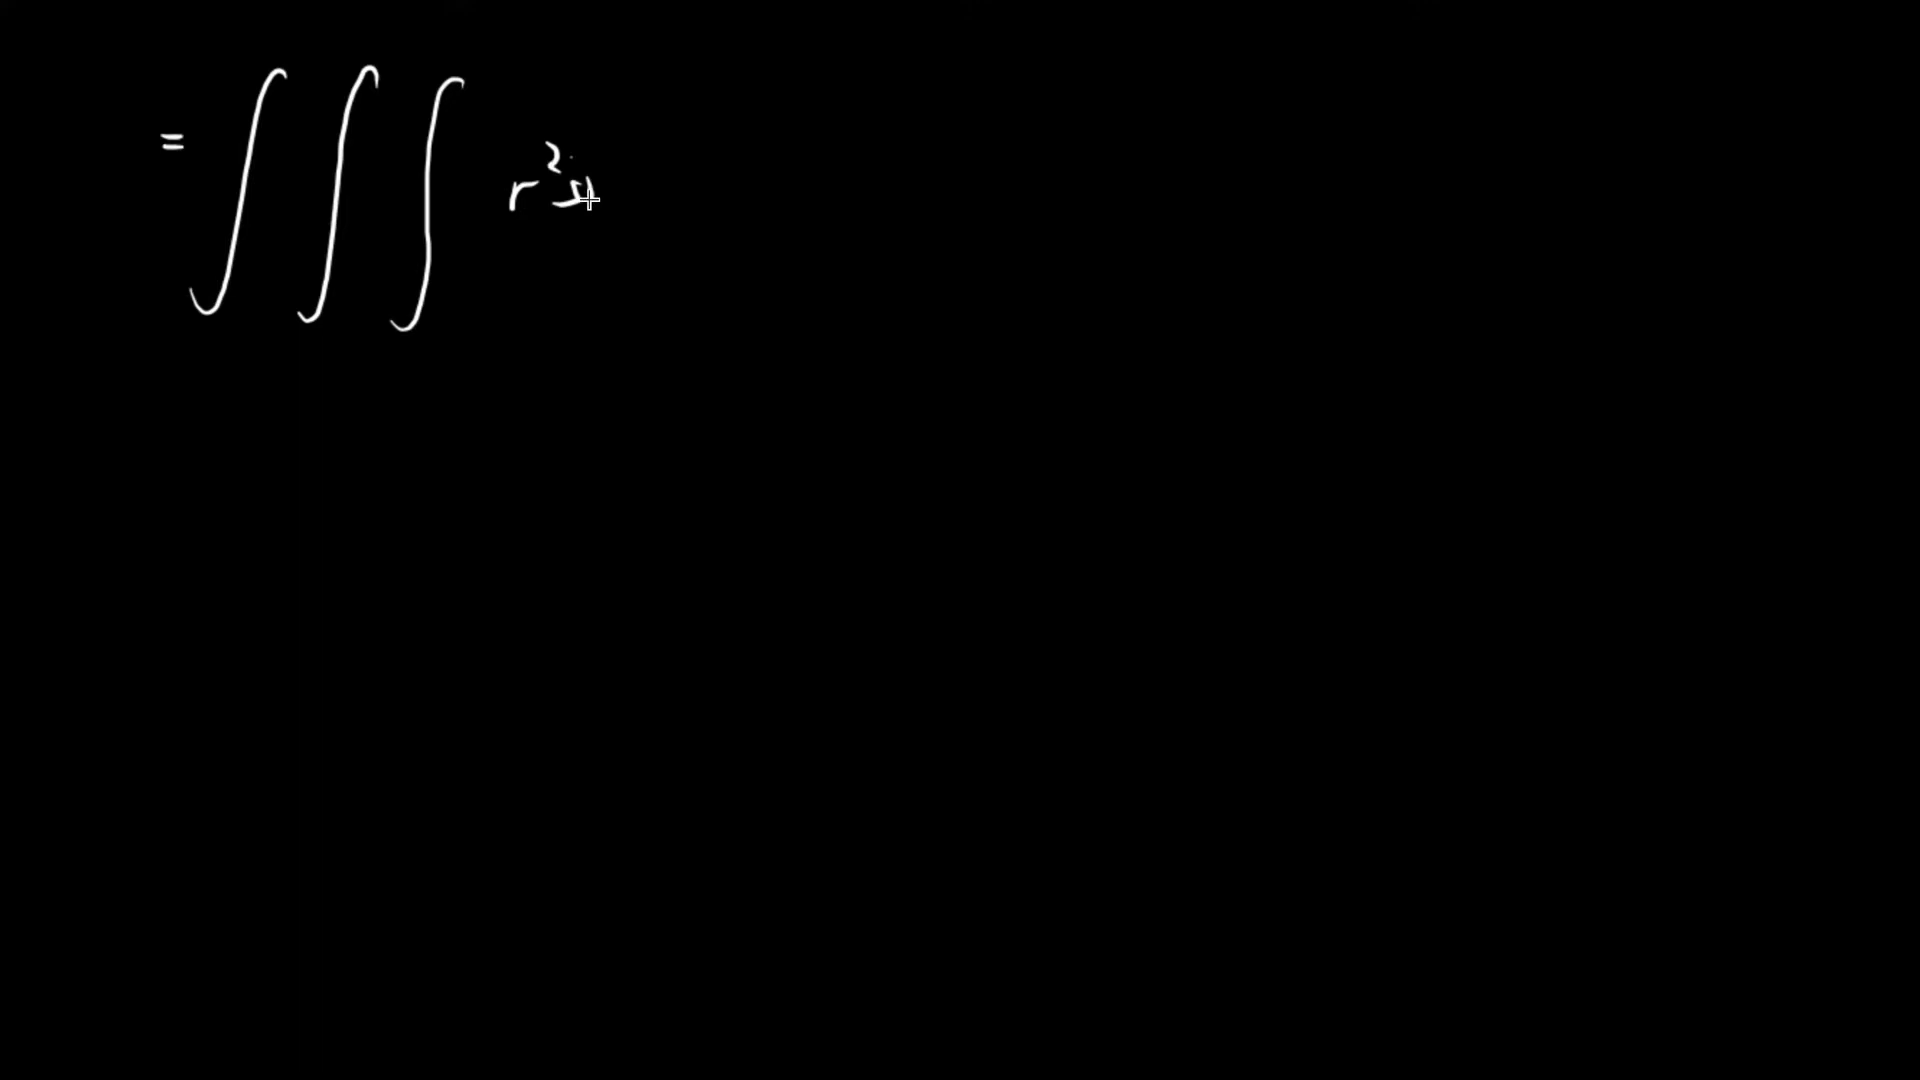 = ∫ ∫ ∫ r² s